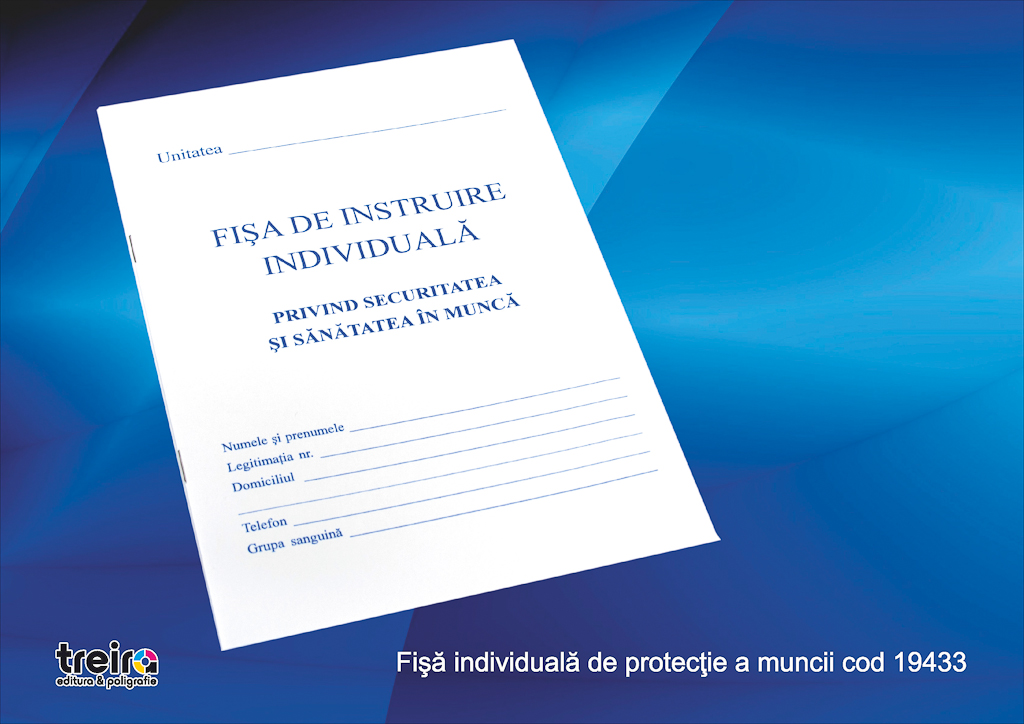 Unitatea
FIŞA DE INSTRUIRE
INDIVIDUALĂ
PRIVIND SECURITATEA
ŞI SĂNĂTATEA ÎN MUNCĂ
Numele şi prenumele
Legitimaţia nr.
Domiciliul
Telefon
Grupa sanguină
treira
editura & poligrafie
Fişă individuală de protecţie a muncii cod 19433